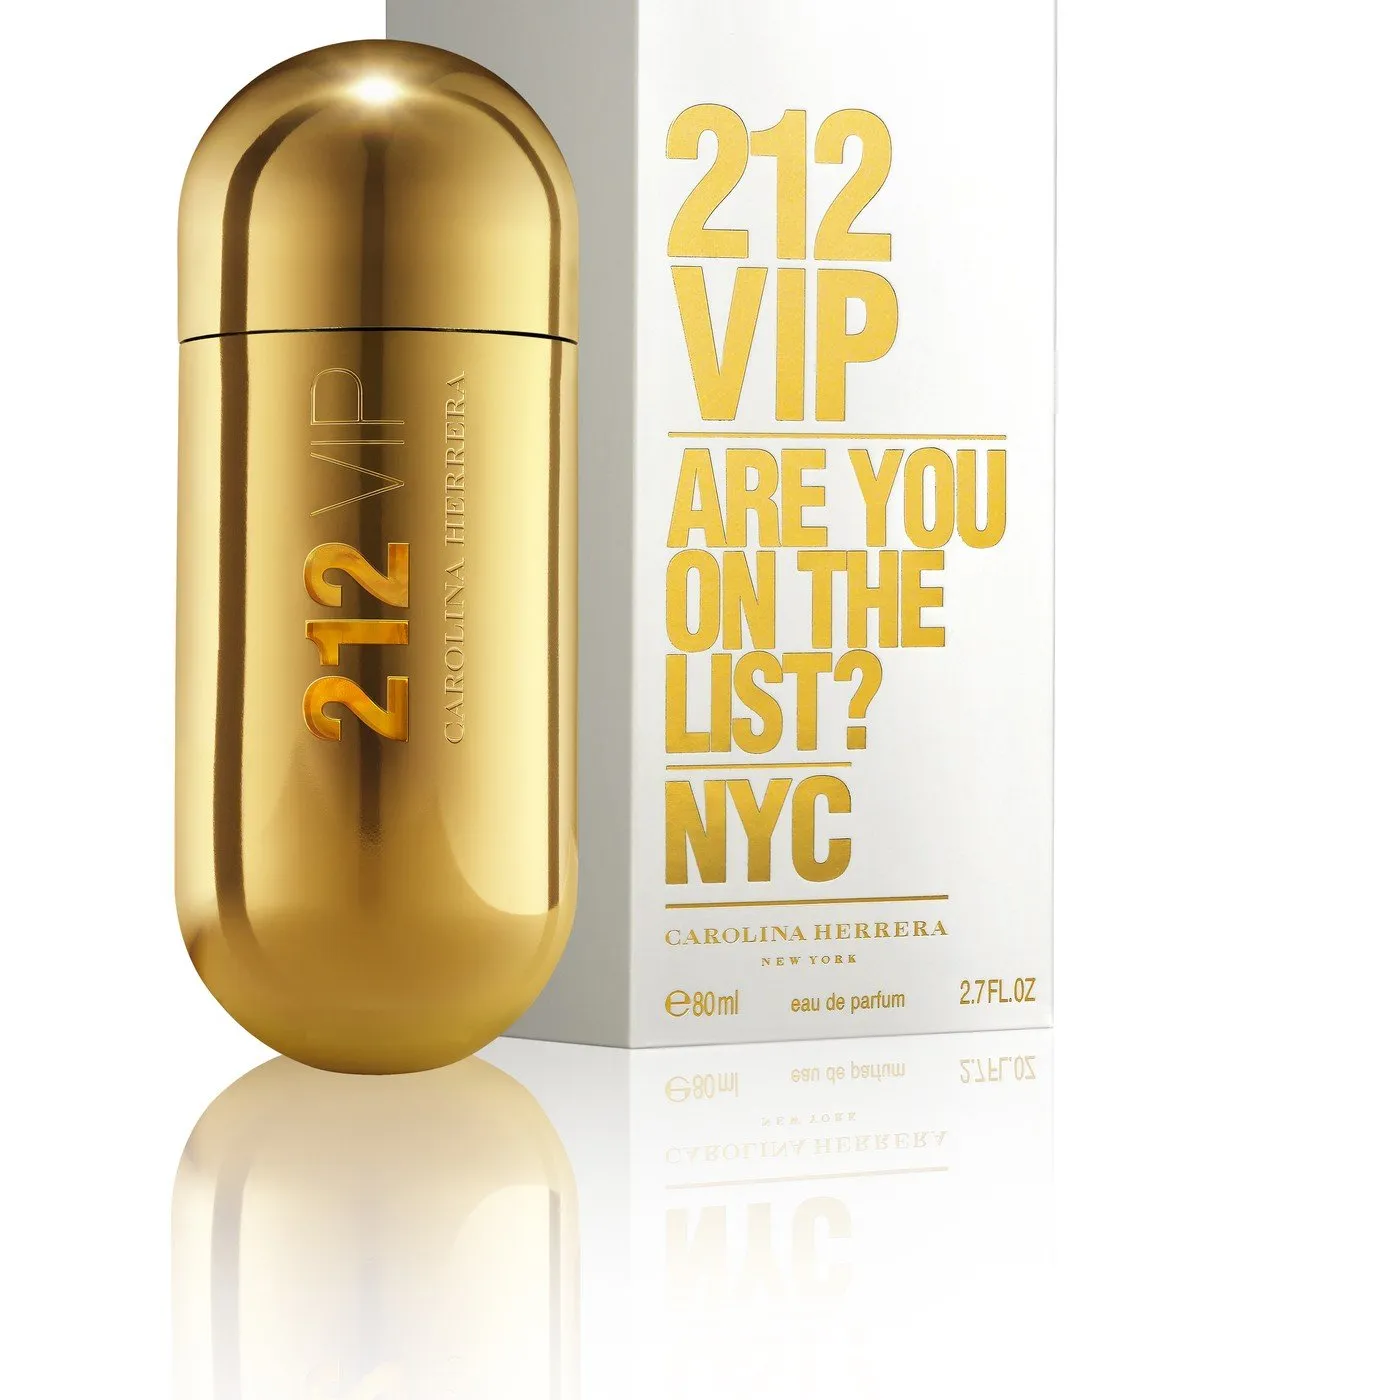 212 VIP
CAROLINA HERRERA
212
VIP
ARE YOU
ON THE
LIST?
NYC
CAROLINA HERRERA
NEW YORK
℮80ml eau de parfum 2.7FL.OZ